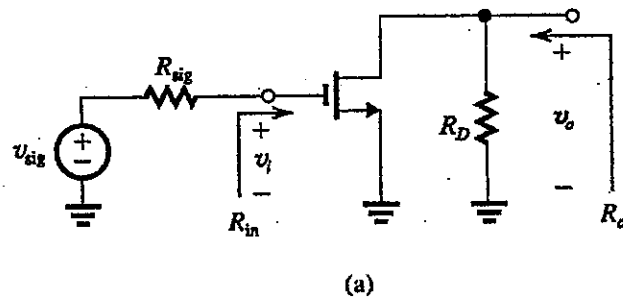 R_sig
v_sig
+
−
+
v_i
−
R_in
R_D
+
v_o
−
R_o
(a)